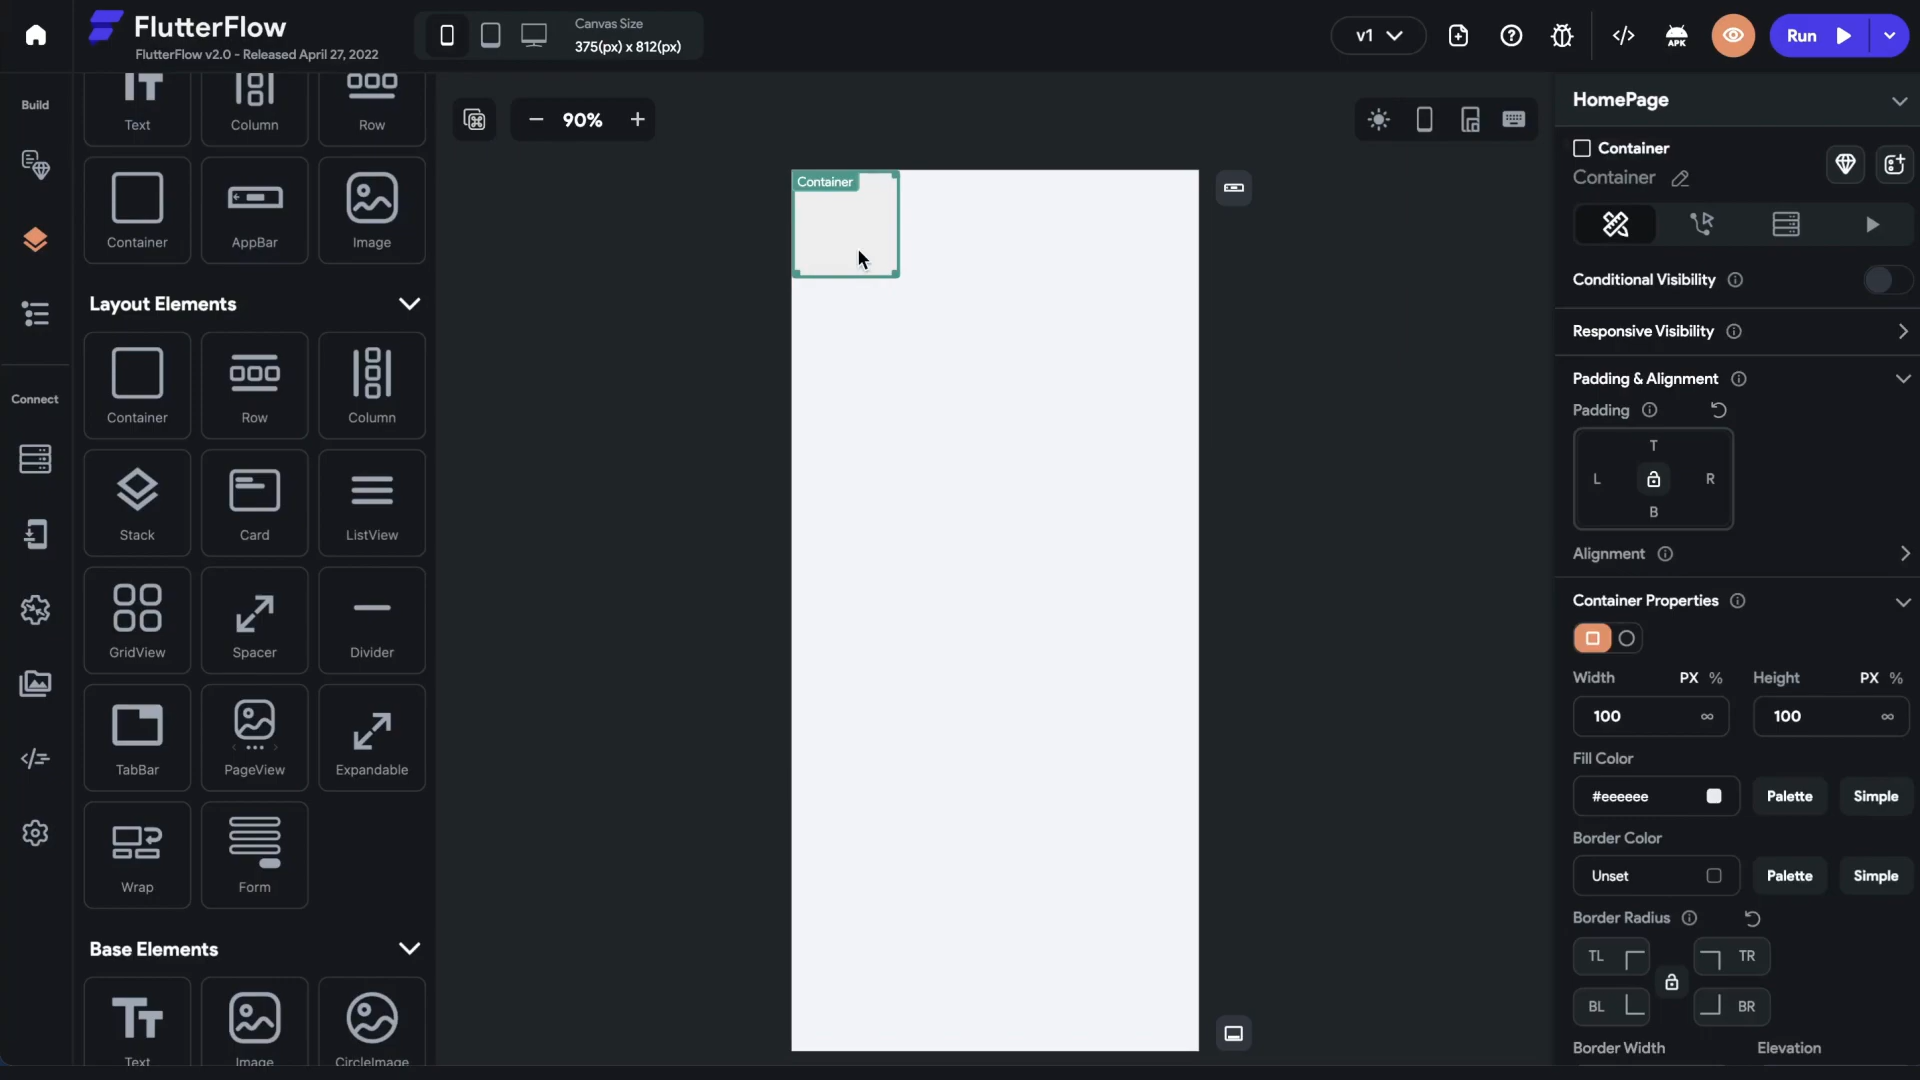 FlutterFlow
FlutterFlow v2.0 - Released April 27, 2022
Canvas Size
375(px) x 812(px)
v1
APK
Run
Build
Connect
Text
Column
Row
Container
AppBar
Image
Layout Elements
Container
Row
Column
Stack
Card
ListView
GridView
Spacer
Divider
TabBar
PageView
Expandable
Wrap
Form
Base Elements
Text
Image
CircleImage
90%
Container
HomePage
Container
Container
Conditional Visibility
Responsive Visibility
Padding & Alignment
Padding
T
L
R
B
Alignment
Container Properties
Width PX % Height PX %
100 ∞ 100 ∞
Fill Color
#eeeeee Palette Simple
Border Color
Unset Palette Simple
Border Radius
TL TR
BL BR
Border Width Elevation